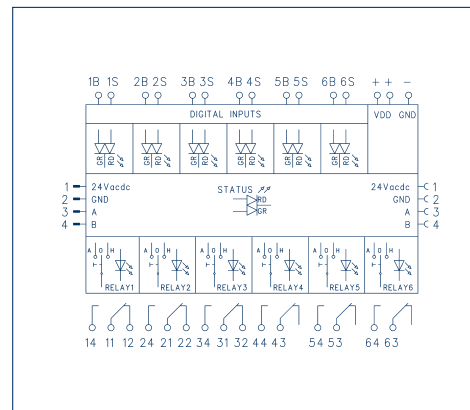 1B 1S 2B 2S 3B 3S 4B 4S 5B 5S 6B 6S + + -
DIGITAL INPUTS VDD GND
GR RD GR RD GR RD GR RD GR RD GR RD
1 24Vacdc STATUS 24Vacdc 1
2 GND RD GND 2
3 A GR A 3
4 B B 4
A O H A O H A O H A O H A O H A O H
RELAY1 RELAY2 RELAY3 RELAY4 RELAY5 RELAY6
14 11 12 24 21 22 34 31 32 44 43 54 53 64 63